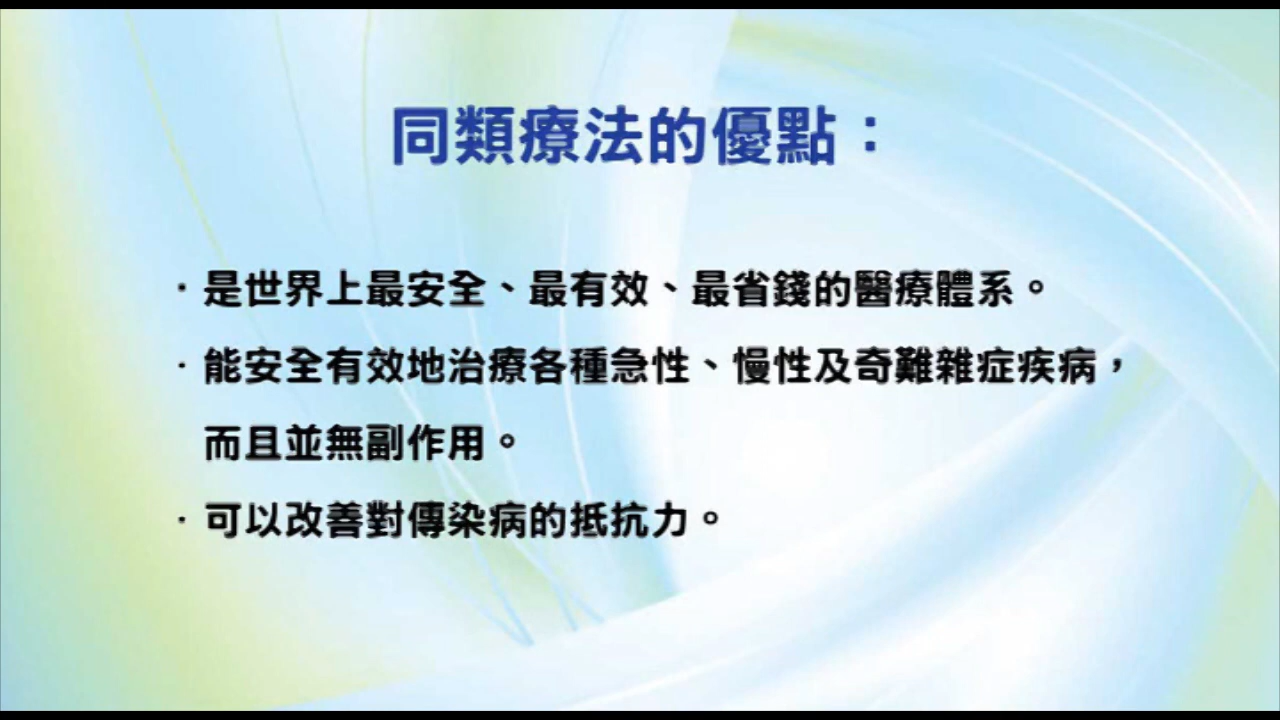 同類療法的優點：
·是世界上最安全、最有效、最省錢的醫療體系。
·能安全有效地治療各種急性、慢性及奇難雜症疾病，
而且並無副作用。
·可以改善對傳染病的抵抗力。